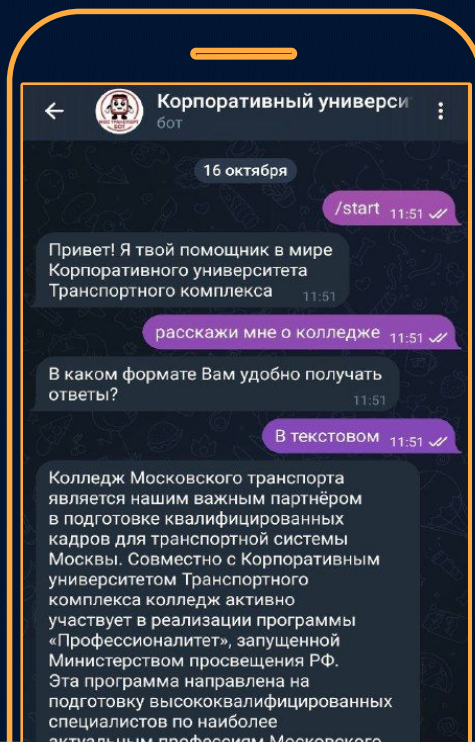 Корпоративный универси
бот
16 октября
/start 11:51
Привет! Я твой помощник в мире
Корпоративного университета
Транспортного комплекса 11:51
расскажи мне о колледже 11:51
В каком формате Вам удобно получать
ответы? 11:51
В текстовом 11:51
Колледж Московского транспорта
является нашим важным партнёром
в подготовке квалифицированных
кадров для транспортной системы
Москвы. Совместно с Корпоративным
университетом Транспортного
комплекса колледж активно
участвует в реализации программы
«Профессионалитет», запущенной
Министерством просвещения РФ.
Эта программа направлена на
подготовку высококвалифицированных
специалистов по наиболее
актуальным профессиям Московского